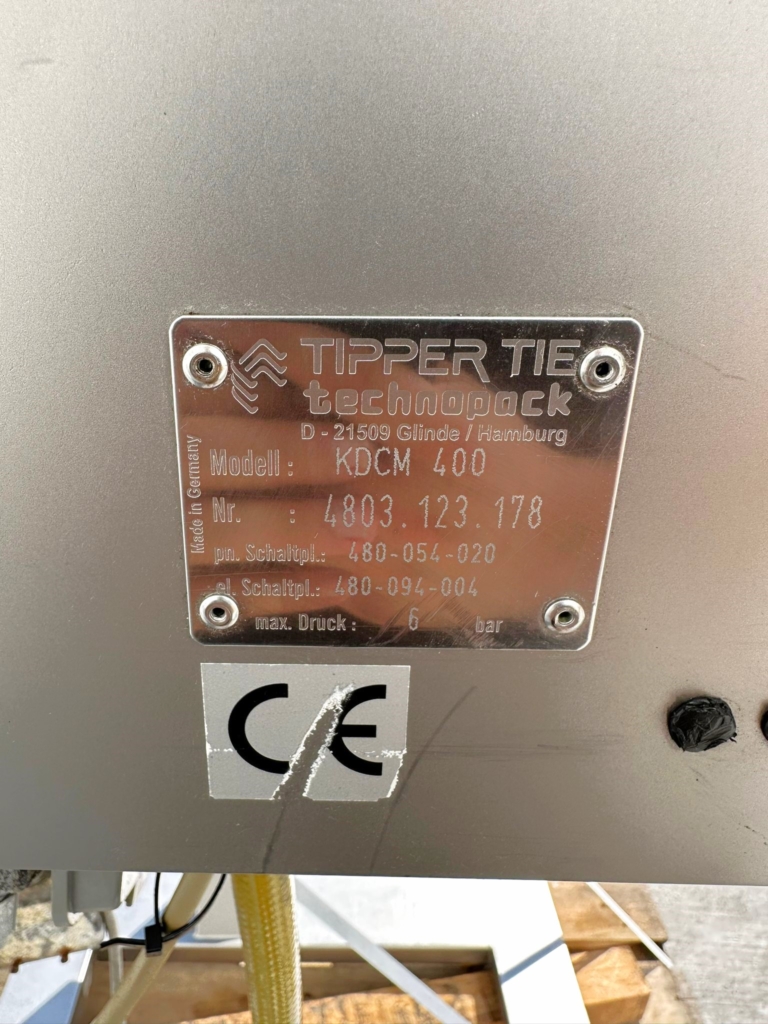 TIPPER TIE
technopack
D - 21509 Glinde / Hamburg
Made in Germany
Modell : KDCM 400
Nr. : 4803.123.178
pn. Schaltpl.: 480-054-020
el. Schaltpl.: 480-094-004
max. Druck : 6 bar
CE